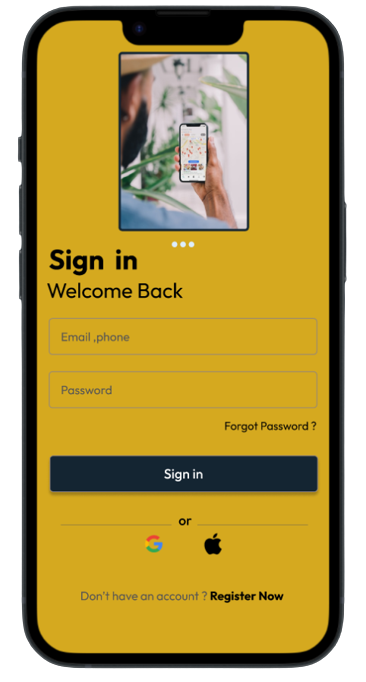 Sign in
Welcome Back
Email ,phone
Password
Forgot Password ?
Sign in
or
Don't have an account ? Register Now